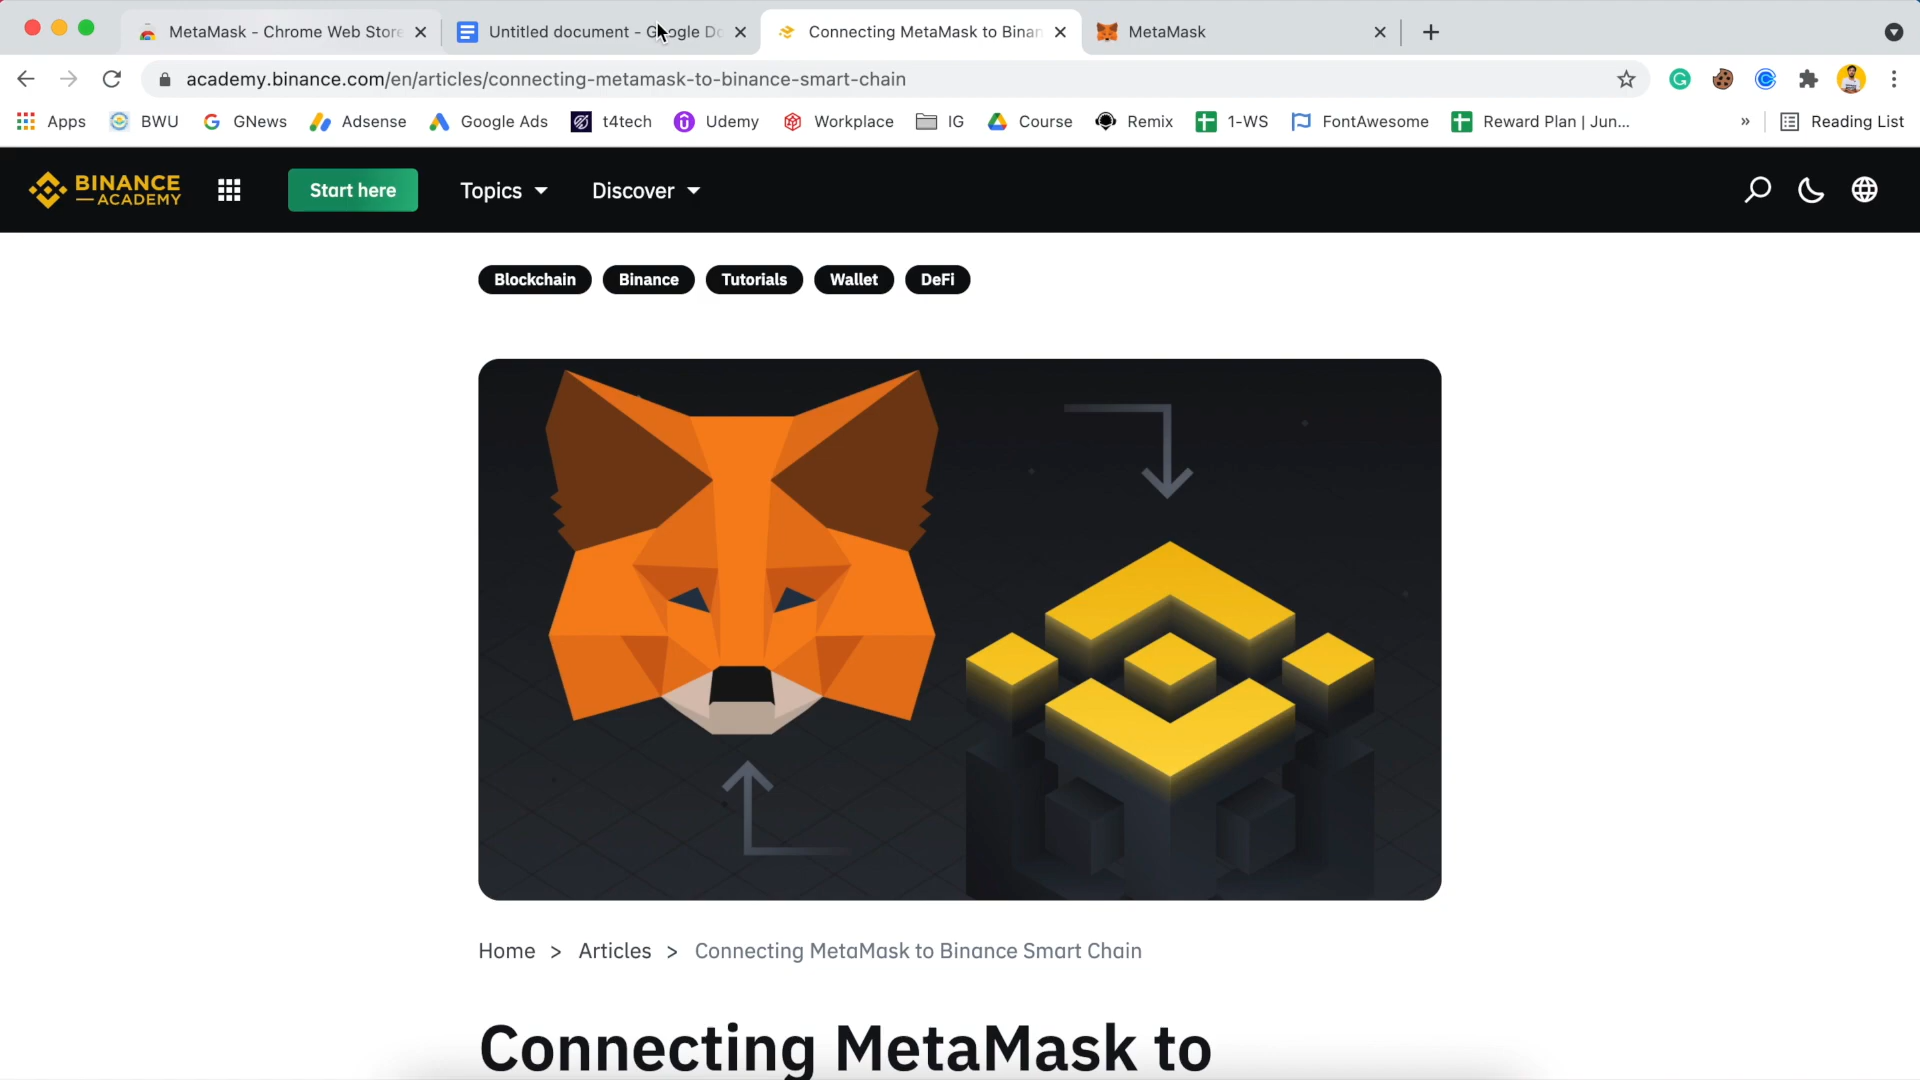 MetaMask - Chrome Web Store
Untitled document - Google Do
Connecting MetaMask to Binan
MetaMask
academy.binance.com/en/articles/connecting-metamask-to-binance-smart-chain
Apps BWU GNews Adsense Google Ads t4tech Udemy Workplace IG Course Remix 1-WS FontAwesome Reward Plan | Jun... » Reading List
BINANCE
ACADEMY
Start here
Topics
Discover
Blockchain Binance Tutorials Wallet DeFi
Home > Articles > Connecting MetaMask to Binance Smart Chain
Connecting MetaMask to